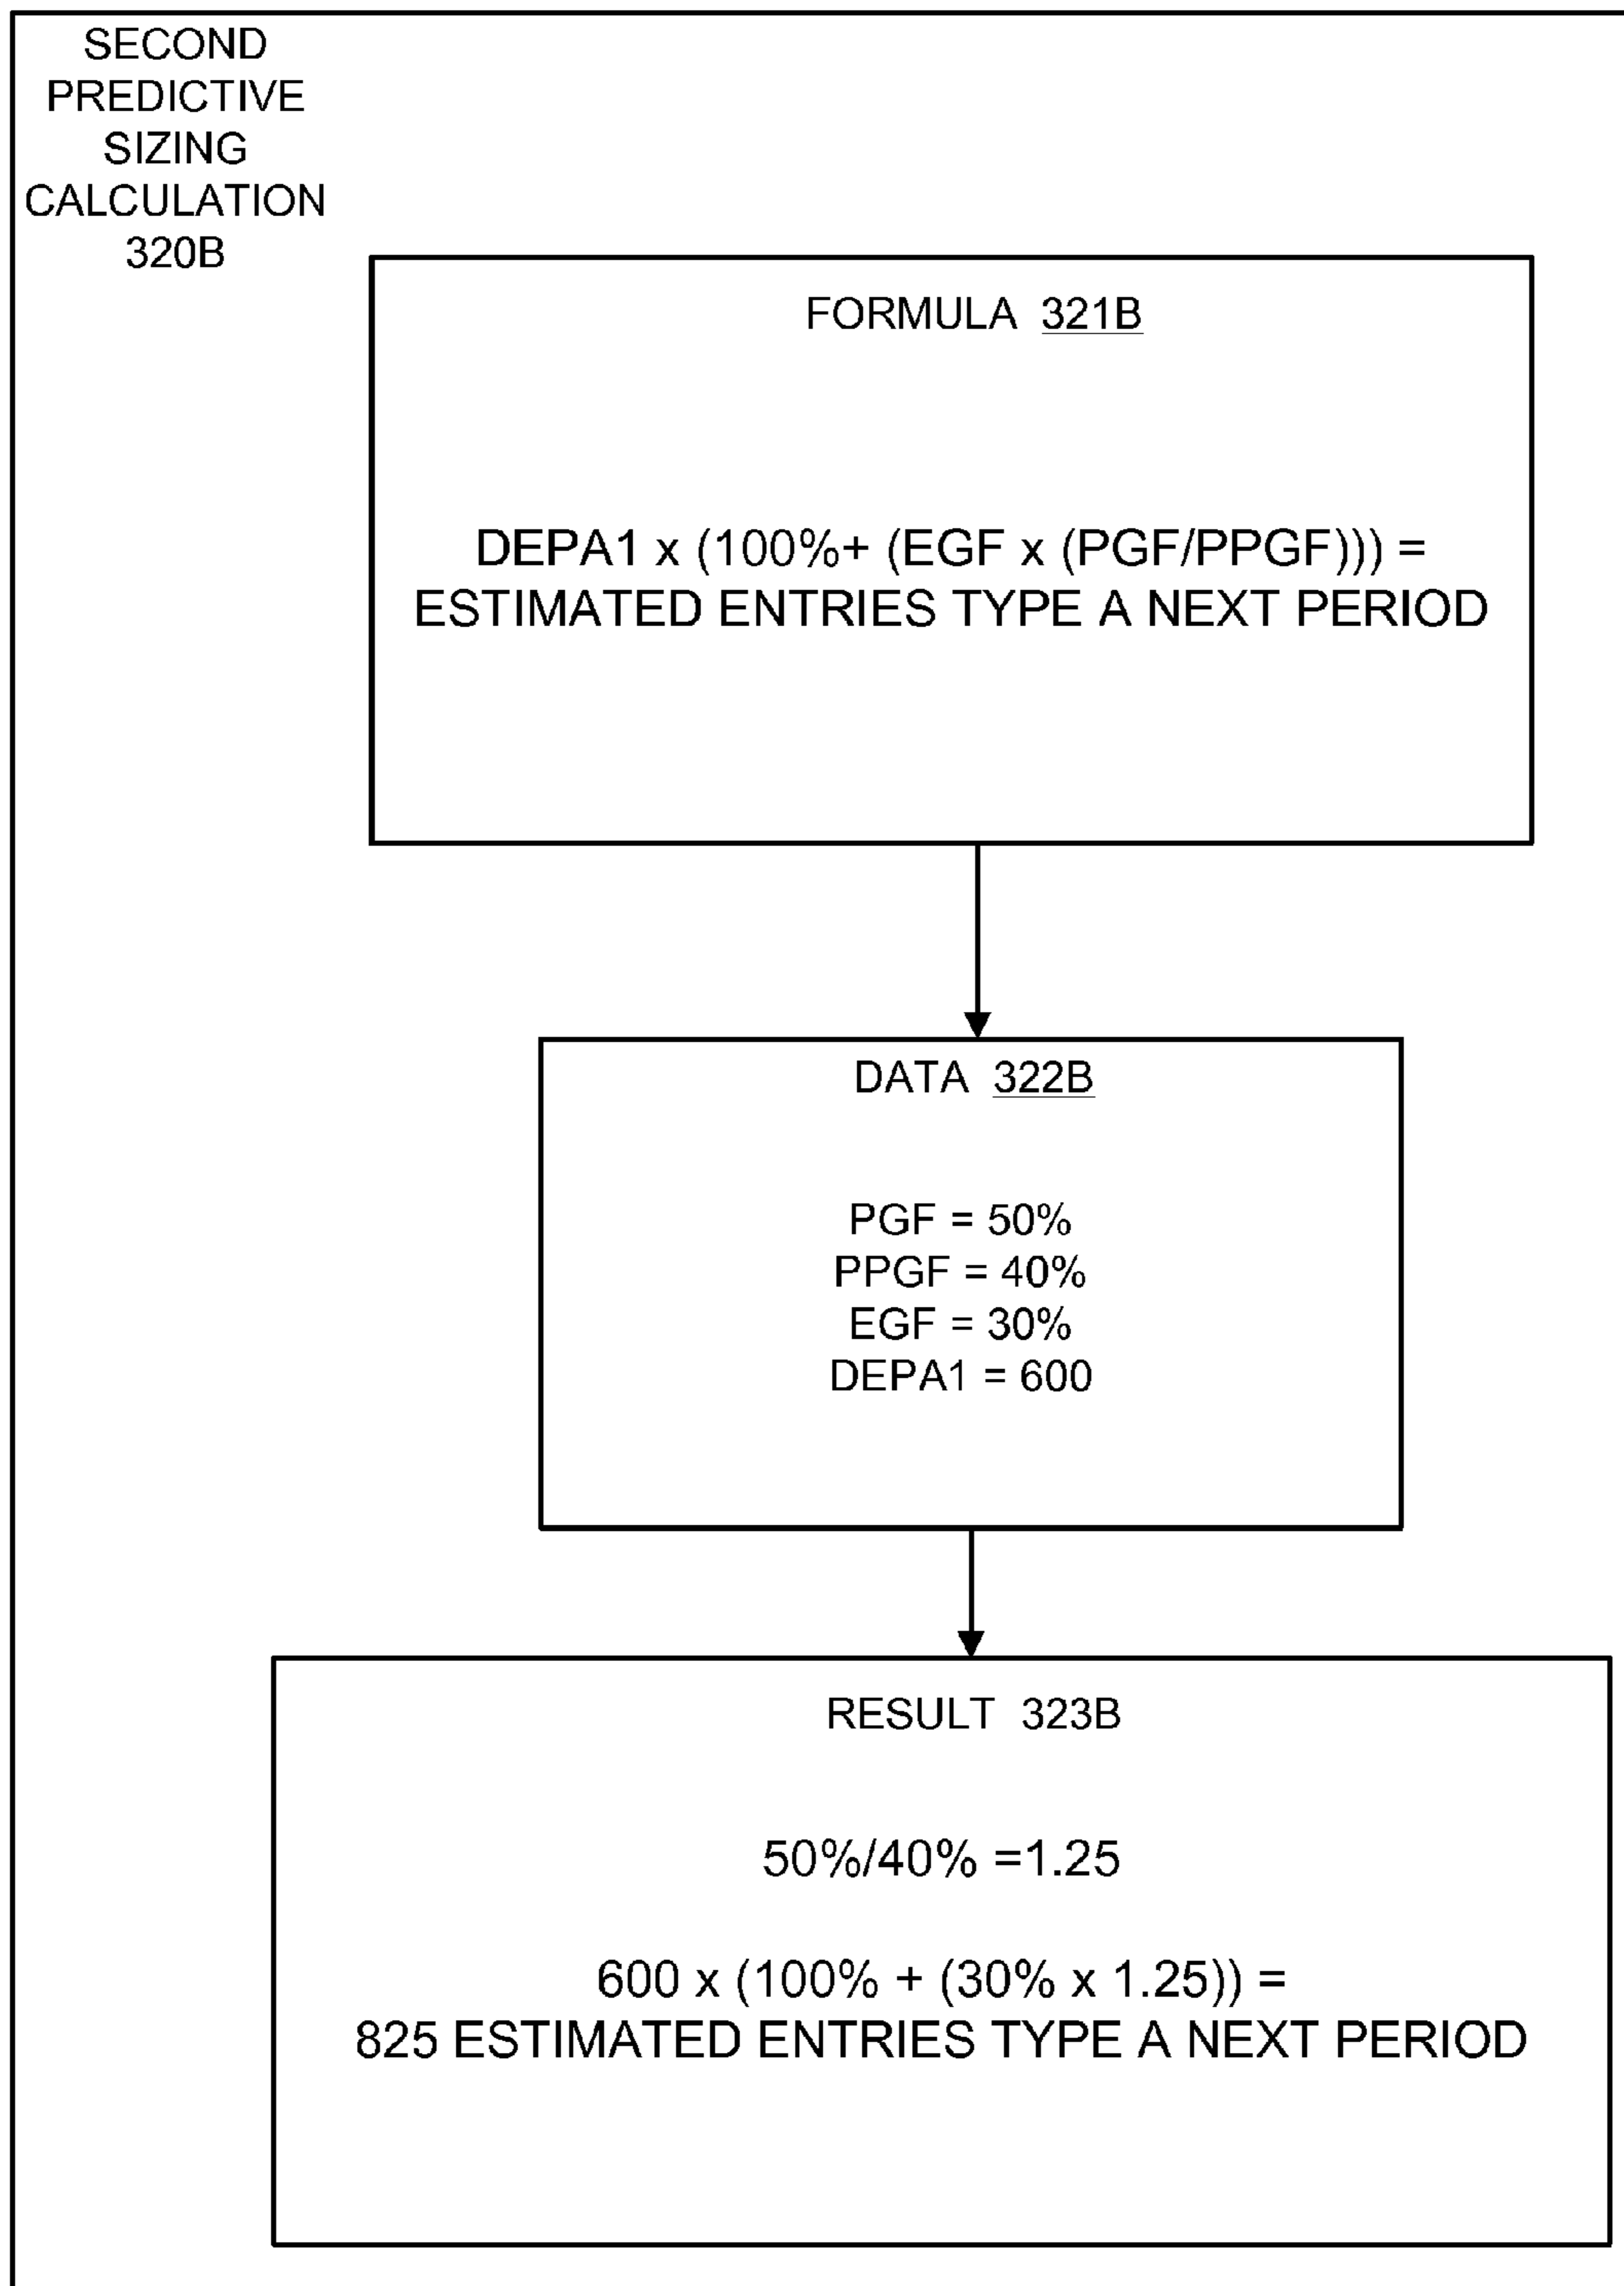 SECOND
PREDICTIVE
SIZING
CALCULATION
320B
FORMULA 321B
DEPA1 x (100%+ (EGF x (PGF/PPGF))) =
ESTIMATED ENTRIES TYPE A NEXT PERIOD
DATA 322B
PGF = 50%
PPGF = 40%
EGF = 30%
DEPA1 = 600
RESULT 323B
50%/40% =1.25
600 x (100% + (30% x 1.25)) =
825 ESTIMATED ENTRIES TYPE A NEXT PERIOD